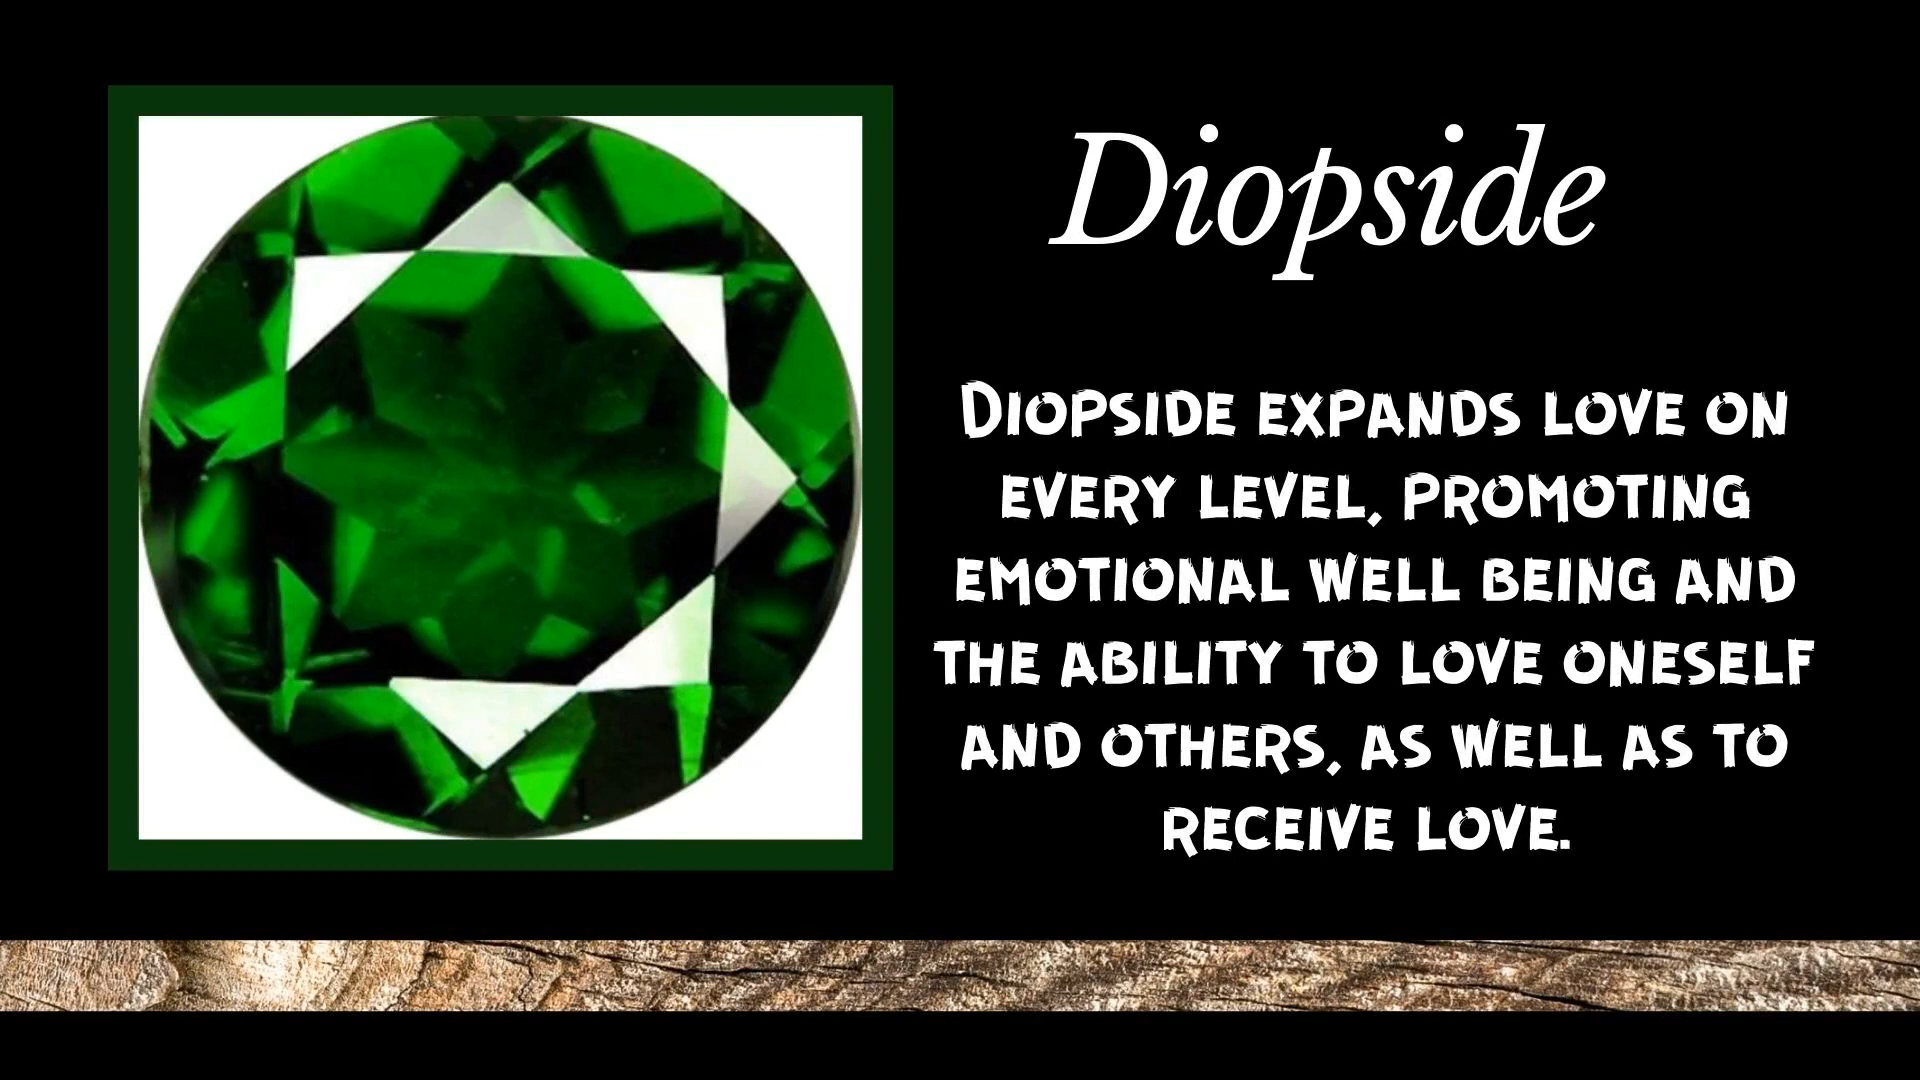 Diopside
DIOPSIDE EXPANDS LOVE ON
EVERY LEVEL, PROMOTING
EMOTIONAL WELL BEING AND
THE ABILITY TO LOVE ONESELF
AND OTHERS, AS WELL AS TO
RECEIVE LOVE.